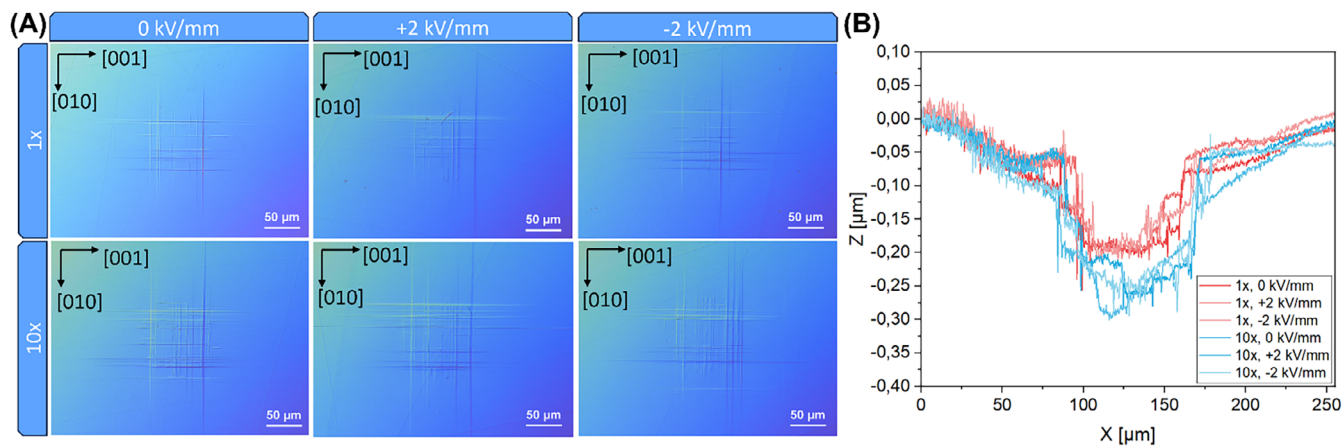 (A)
0 kV/mm
+2 kV/mm
-2 kV/mm
1x
[001]
[010]
50 µm
[001]
[010]
50 µm
[001]
[010]
50 µm
10x
[001]
[010]
50 µm
[001]
[010]
50 µm
[001]
[010]
50 µm
(B)
Z [µm]
0,10
0,05
0,00
-0,05
-0,10
-0,15
-0,20
-0,25
-0,30
-0,35
-0,40
1x, 0 kV/mm
1x, +2 kV/mm
1x, -2 kV/mm
10x, 0 kV/mm
10x, +2 kV/mm
10x, -2 kV/mm
0 50 100 150 200 250
X [µm]